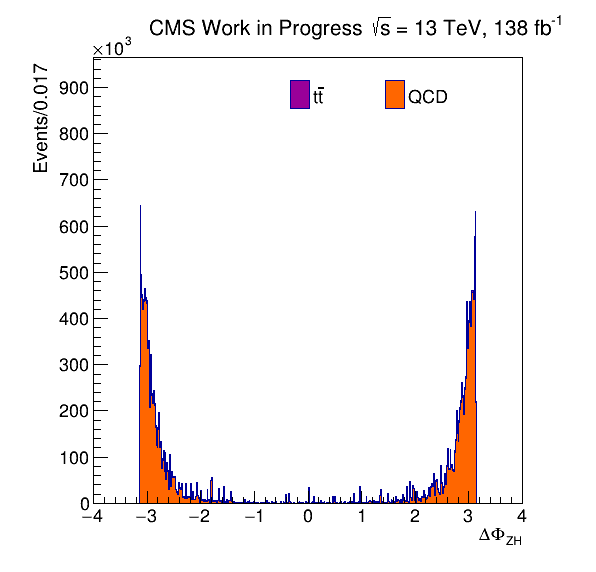 CMS Work in Progress √s = 13 TeV, 138 fb⁻¹
×10³
Events/0.017
900
800
700
600
500
400
300
200
100
0
tt̄
QCD
−4 −3 −2 −1 0 1 2 3 4
ΔΦ_ZH